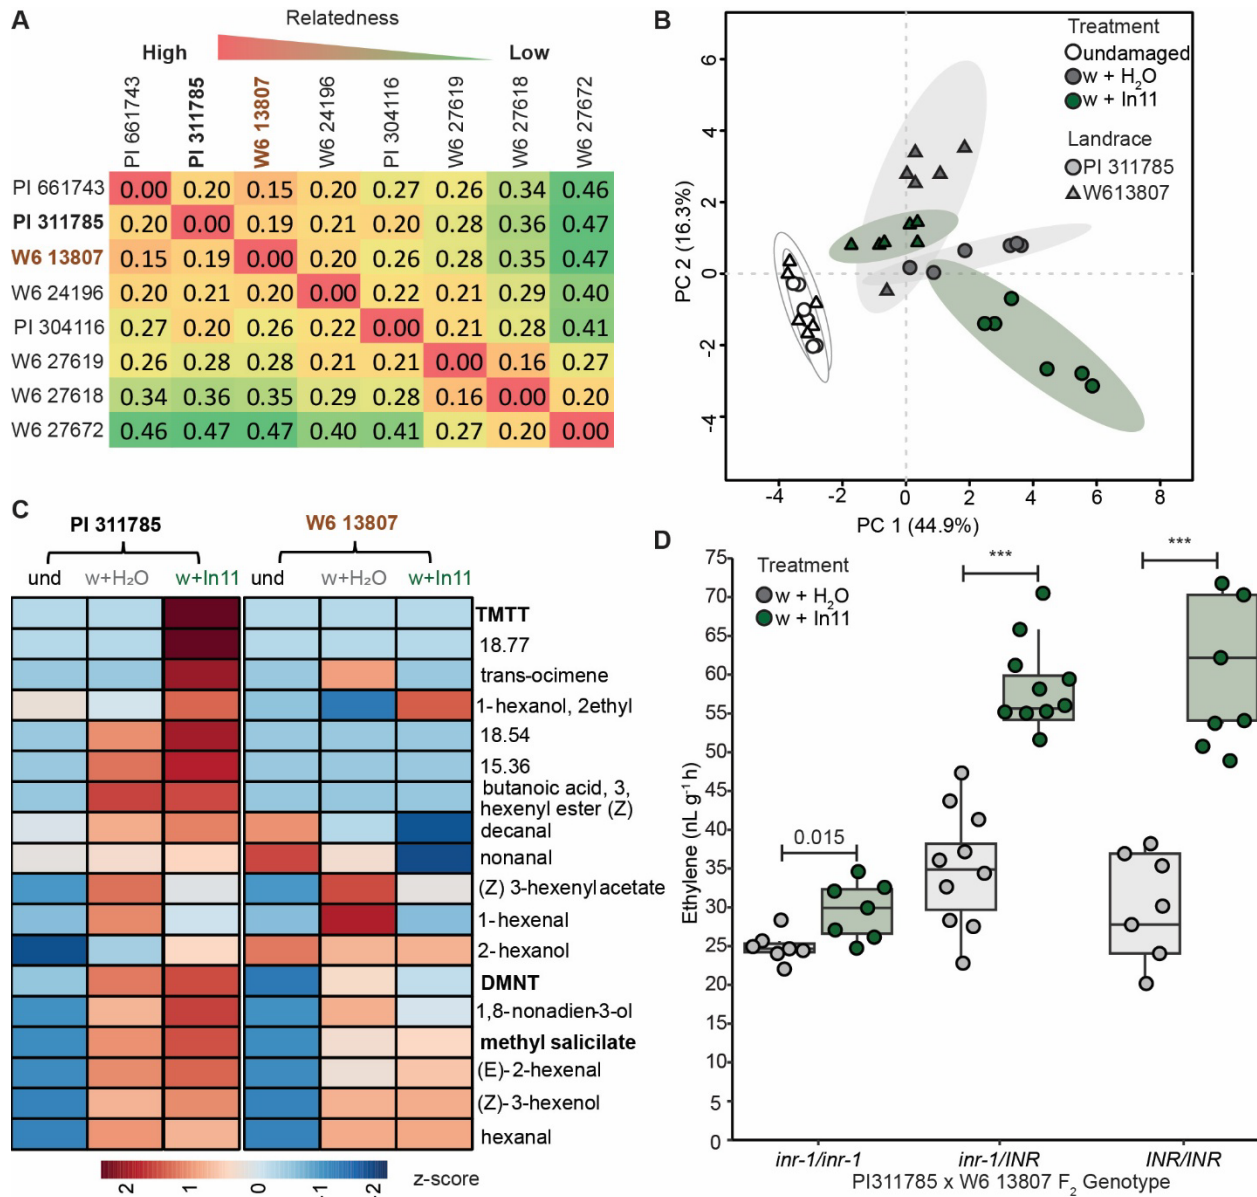 A
Relatedness
High
Low
PI 661743
PI 311785
W6 13807
W6 24196
PI 304116
W6 27619
W6 27618
W6 27672
PI 661743 0.00 0.20 0.15 0.20 0.27 0.26 0.34 0.46
PI 311785 0.20 0.00 0.19 0.21 0.20 0.28 0.36 0.47
W6 13807 0.15 0.19 0.00 0.20 0.26 0.28 0.35 0.47
W6 24196 0.20 0.21 0.20 0.00 0.22 0.21 0.29 0.40
PI 304116 0.27 0.20 0.26 0.22 0.00 0.21 0.28 0.41
W6 27619 0.26 0.28 0.28 0.21 0.21 0.00 0.16 0.27
W6 27618 0.34 0.36 0.35 0.29 0.28 0.16 0.00 0.20
W6 27672 0.46 0.47 0.47 0.40 0.41 0.27 0.20 0.00
B
Treatment
undamaged
w + H₂O
w + In11
Landrace
PI 311785
W613807
PC 2 (16.3%)
6
4
2
0
-2
-4
-4 -2 0 2 4 6 8
PC 1 (44.9%)
C
PI 311785
W6 13807
und w+H₂O w+In11 und w+H₂O w+In11
TMTT
18.77
trans-ocimene
1-hexanol, 2ethyl
18.54
15.36
butanoic acid, 3,
hexenyl ester (Z)
decanal
nonanal
(Z) 3-hexenyl acetate
1-hexenal
2-hexanol
DMNT
1,8-nonadien-3-ol
methyl salicilate
(E)-2-hexenal
(Z)-3-hexenol
hexanal
2 1 0 -1 -2 z-score
D
Treatment
w + H₂O
w + In11
***
***
0.015
Ethylene (nL g⁻¹ h)
75
70
65
60
55
50
45
40
35
30
25
20
15
10
5
0
inr-1/inr-1 inr-1/INR INR/INR
PI311785 x W6 13807 F₂ Genotype